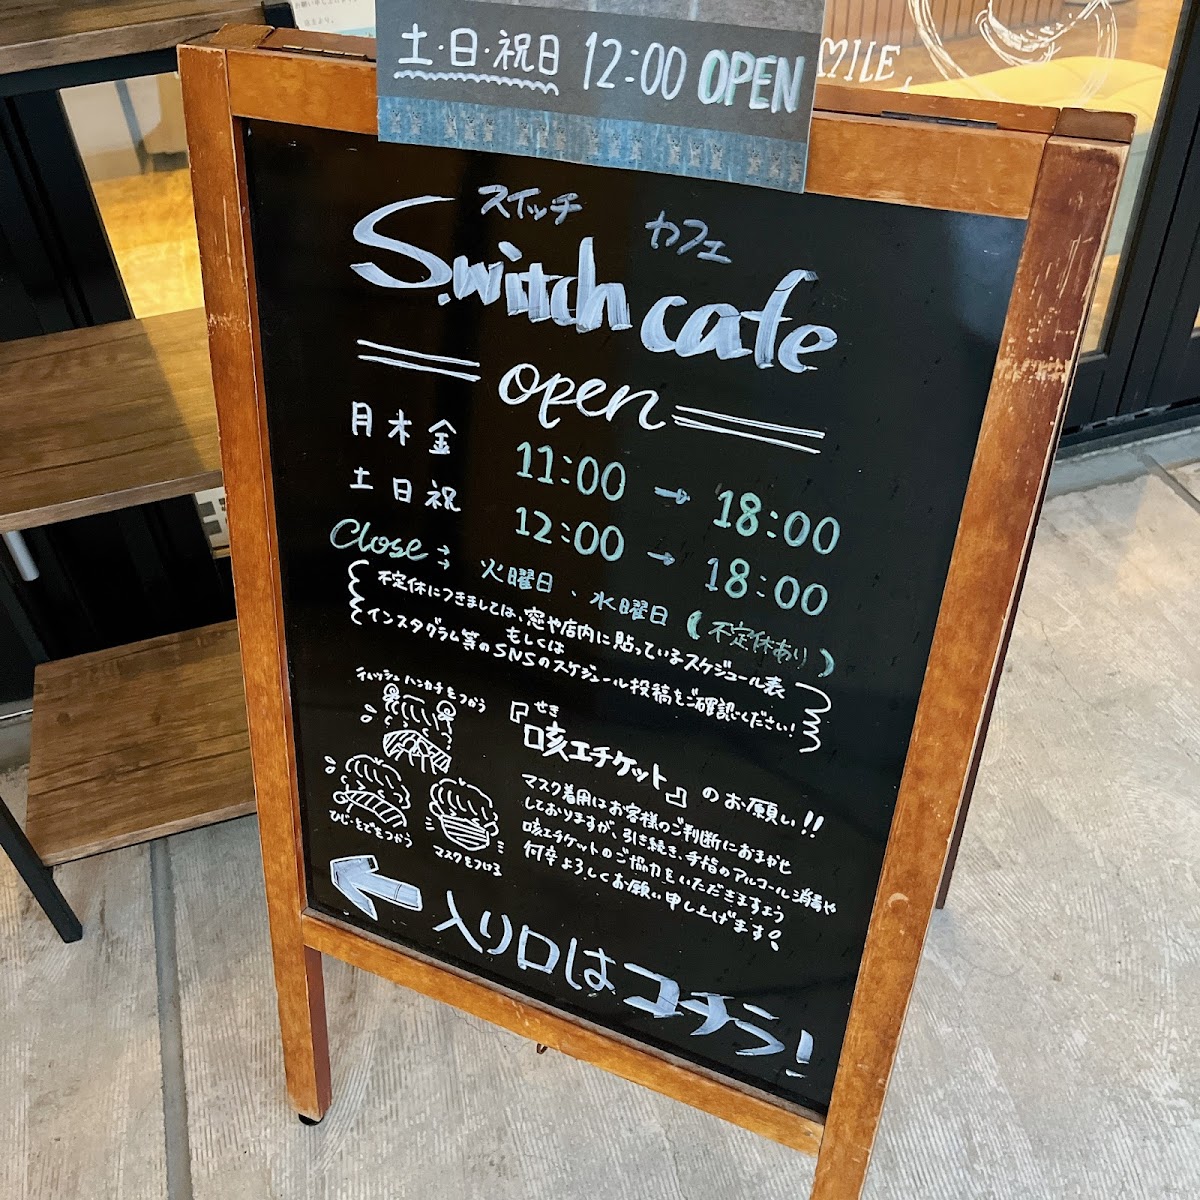 土・日・祝日 12:00 OPEN
MILE,
スイッチ カフェ
Switch cafe
open
月 木 金 11:00 → 18:00
土 日 祝 12:00 → 18:00
Close → 火曜日、水曜日 (不定休あり)
不定休につきましては、窓や店内に貼っているスケジュール表
もしくは
インスタグラム等のSNSのスケジュール投稿をご確認ください!
ティッシュ ハンカチをつかう
ひじ・そでをつかう
マスクをつける
せき
『咳エチケット』のお願い!!
マスク着用はお客様のご判断におまかせ
しておりますが、引き続き、手指のアルコール消毒や
咳エチケットのご協力をいただきますよう
何卒よろしくお願い申し上げます。
入り口はコチラ!